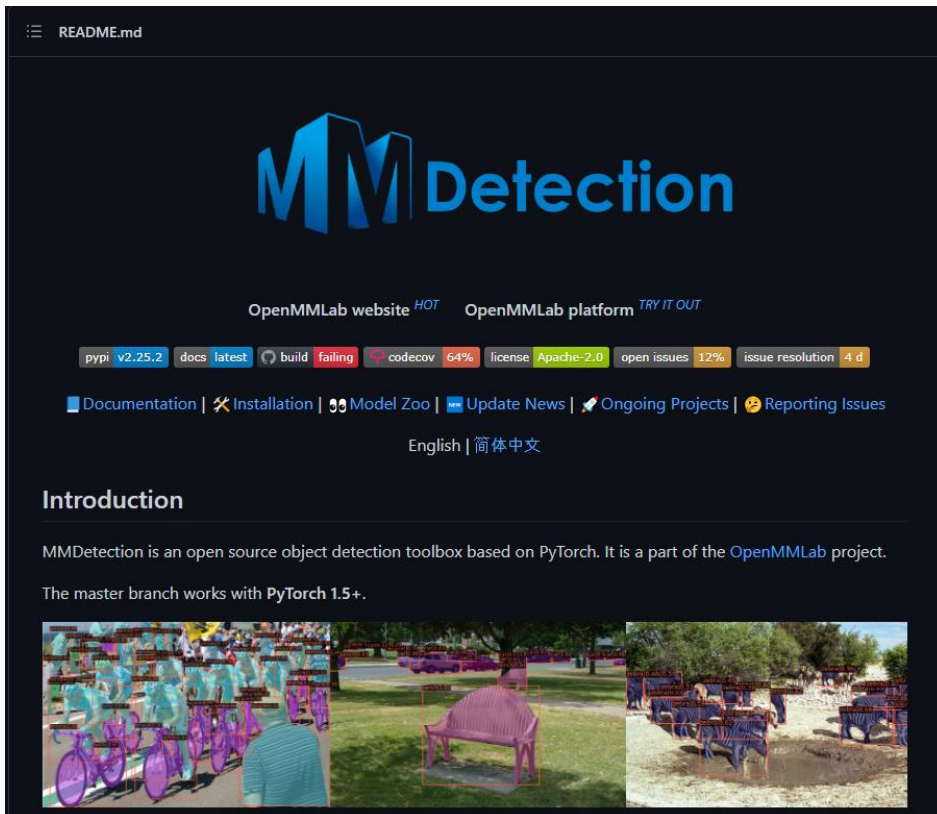 README.md
MMDetection
OpenMMLab website HOT OpenMMLab platform TRY IT OUT
pypi v2.25.2 docs latest build failing codecov 64% license Apache-2.0 open issues 12% issue resolution 4 d
Documentation | Installation | Model Zoo | Update News | Ongoing Projects | Reporting Issues
English | 简体中文
Introduction
MMDetection is an open source object detection toolbox based on PyTorch. It is a part of the OpenMMLab project.
The master branch works with PyTorch 1.5+.